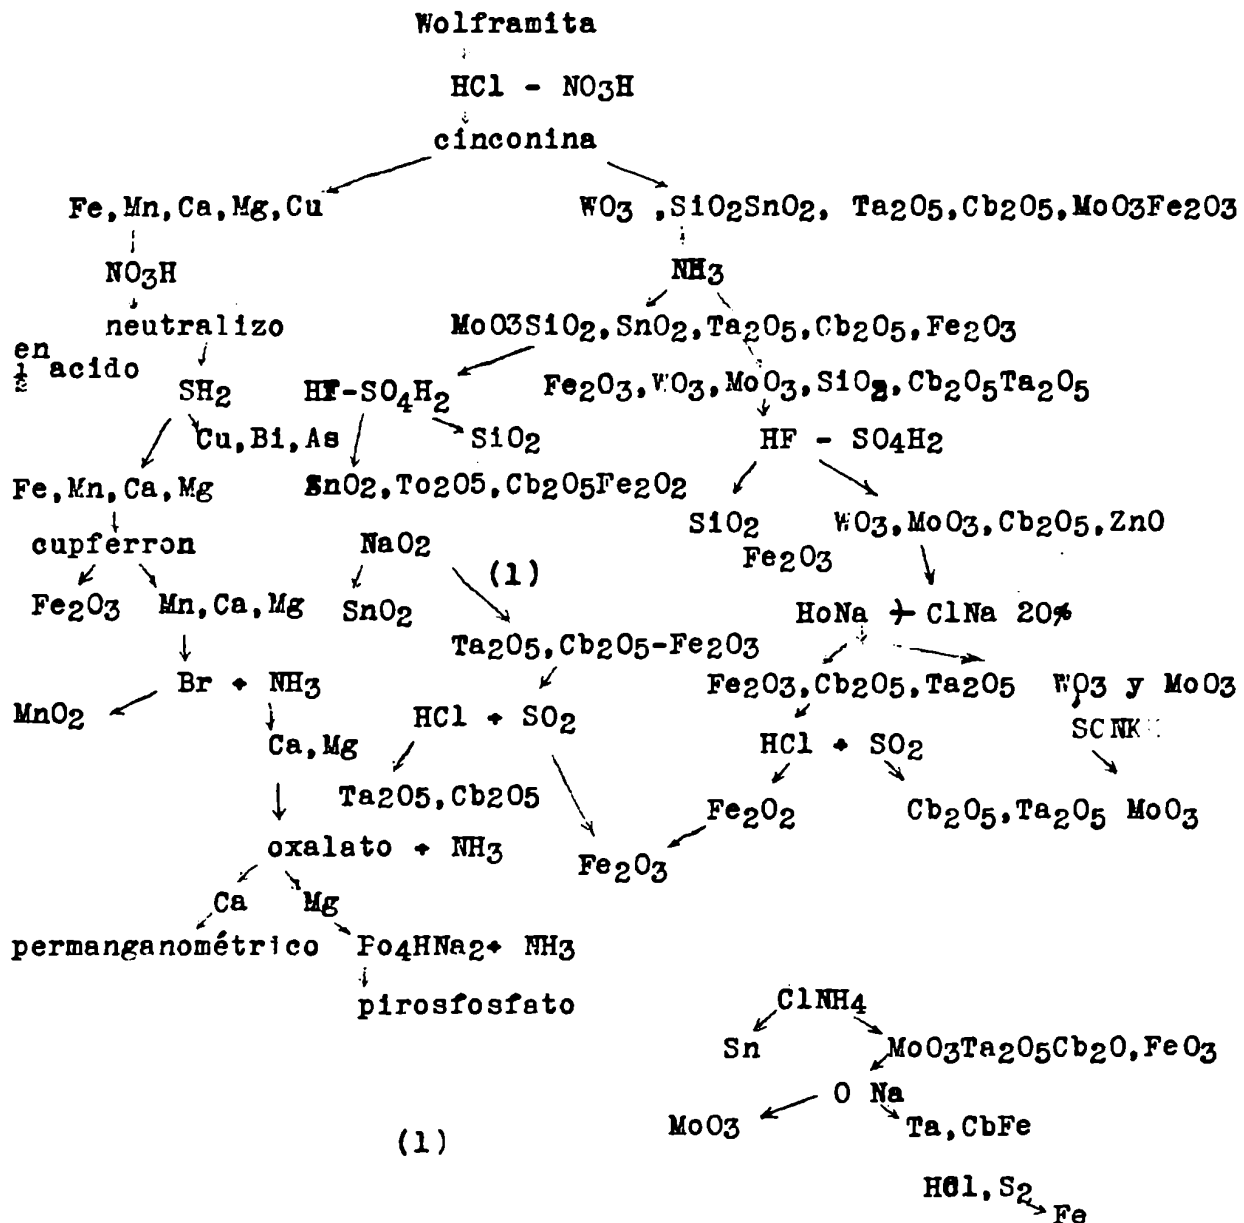 Wolframita
HCl - NO3H
cinconina
Fe,Mn,Ca,Mg,Cu WO3 ,SiO2SnO2, Ta2O5,Cb2O5,MoO3Fe2O3
NO3H NH3
neutralizo MoO3SiO2,SnO2,Ta2O5,Cb2O5,Fe2O3
en 1/2 acido
SH2 HF-SO4H2 Fe2O3,WO3,MoO3,SiO2,Cb2O5Ta2O5
Cu,Bi,As SiO2 HF - SO4H2
Fe,Mn,Ca,Mg SnO2,To2O5,Cb2O5Fe2O2
SiO2 WO3,MoO3,Cb2O5,ZnO
cupferron NaO2 Fe2O3
(1)
Fe2O3 Mn,Ca,Mg SnO2 HoNa + ClNa 20%
Ta2O5,Cb2O5-Fe2O3
Br + NH3 Fe2O3,Cb2O5,Ta2O5 WO3 y MoO3
MnO2 HCl + SO2 SCNK
Ca,Mg HCl + SO2
Ta2O5,Cb2O5 Fe2O2 Cb2O5,Ta2O5 MoO3
oxalato + NH3 Fe2O3
Ca Mg
permanganométrico Po4HNa2+ NH3
pirosfosfato ClNH4
Sn MoO3Ta2O5Cb2O,FeO3
O Na
MoO3 Ta,CbFe
(1)
HCl,S2
Fe